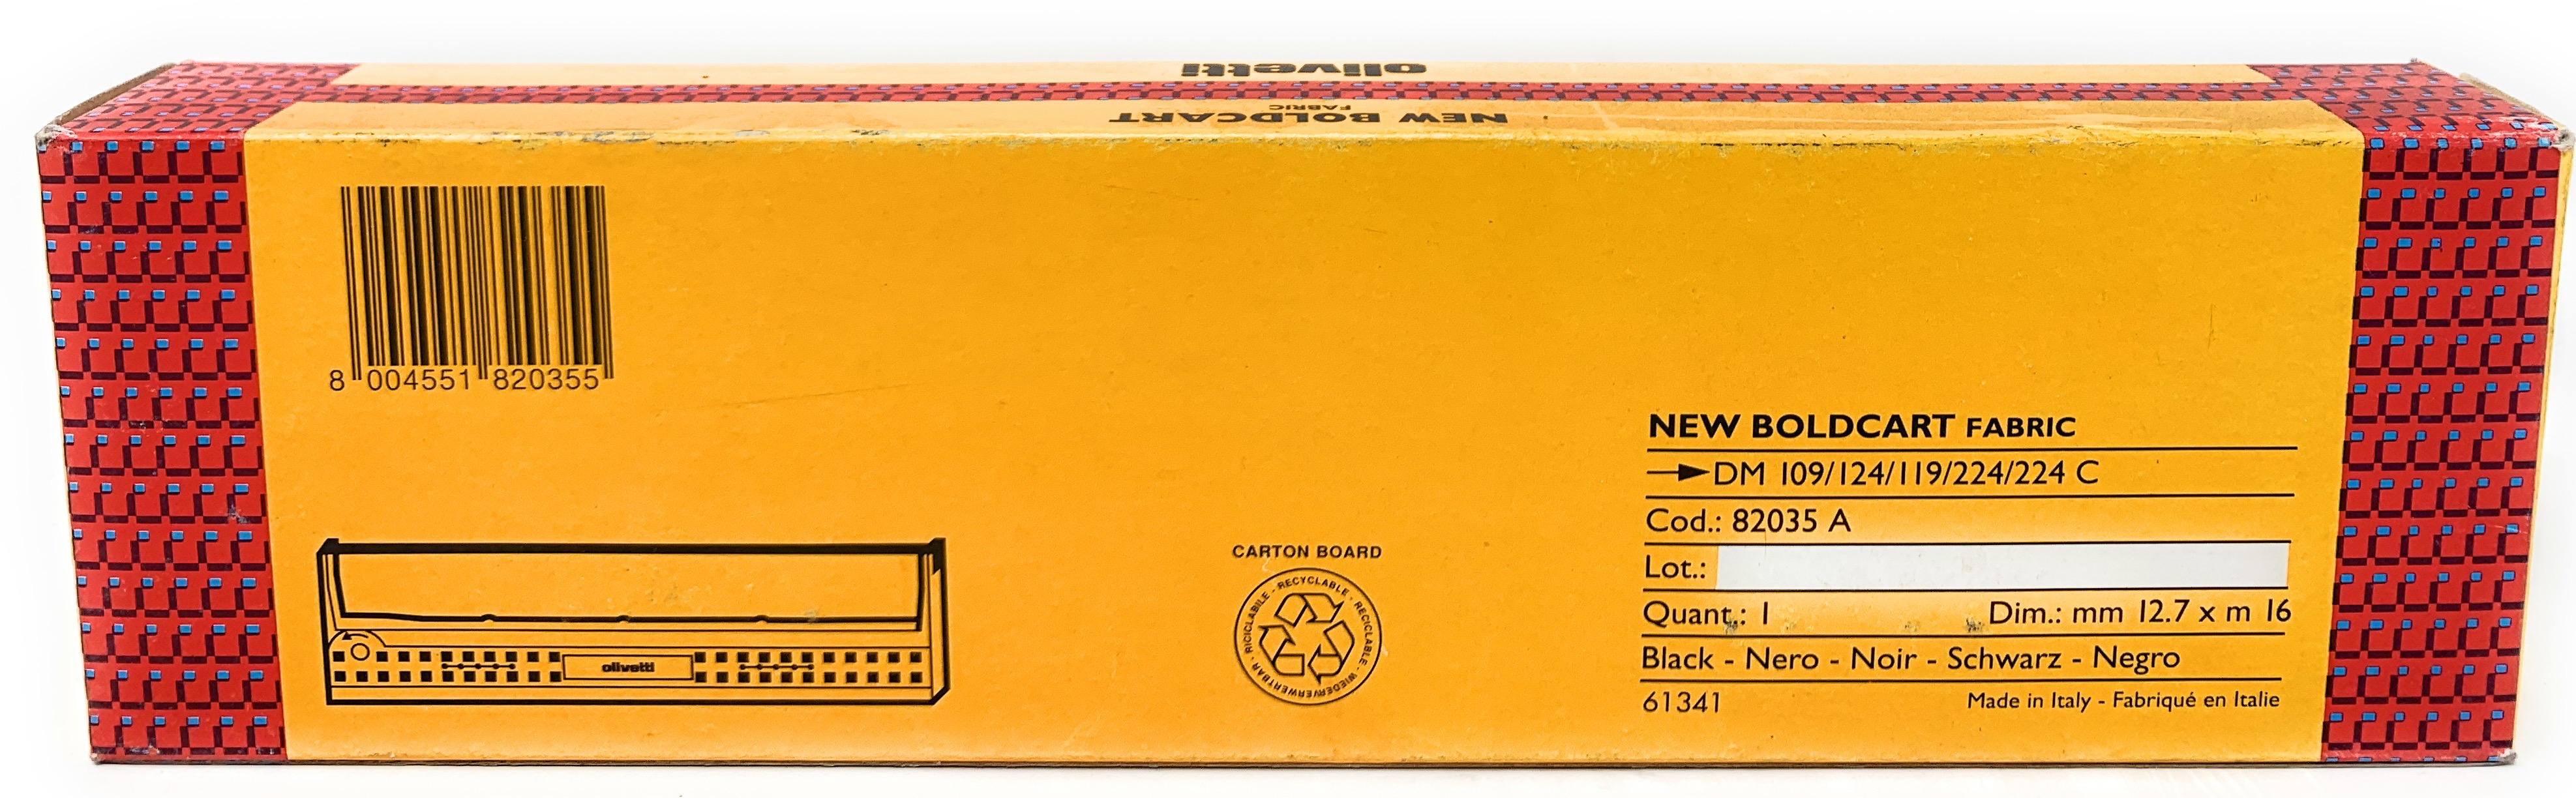 olivetti
FABRIC
NEW BOLDCART
8 004551 820355
NEW BOLDCART FABRIC
DM 109/124/119/224/224 C
Cod.: 82035 A
Lot.:
Quant.: 1 Dim.: mm 12.7 x m 16
Black - Nero - Noir - Schwarz - Negro
61341 Made in Italy - Fabriqué en Italie
CARTON BOARD
RICICLABILE - RECYCLABLE - RECICLABLE - WIEDERVERWERTBAR -
olivetti